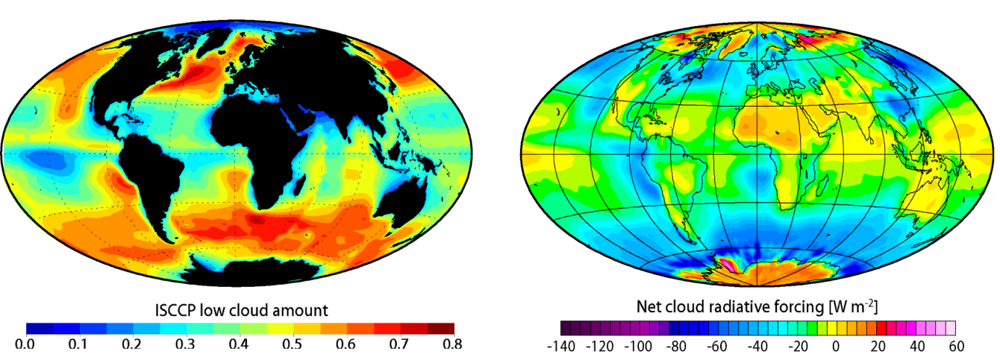 ISCCP low cloud amount
0.0 0.1 0.2 0.3 0.4 0.5 0.6 0.7 0.8
Net cloud radiative forcing [W m⁻²]
-140 -120 -100 -80 -60 -40 -20 0 20 40 60